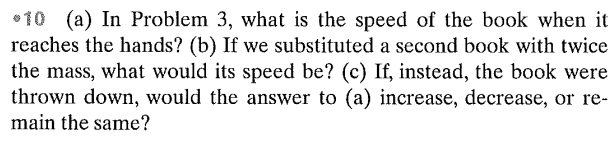 •10 (a) In Problem 3, what is the speed of the book when it
reaches the hands? (b) If we substituted a second book with twice
the mass, what would its speed be? (c) If, instead, the book were
thrown down, would the answer to (a) increase, decrease, or re-
main the same?